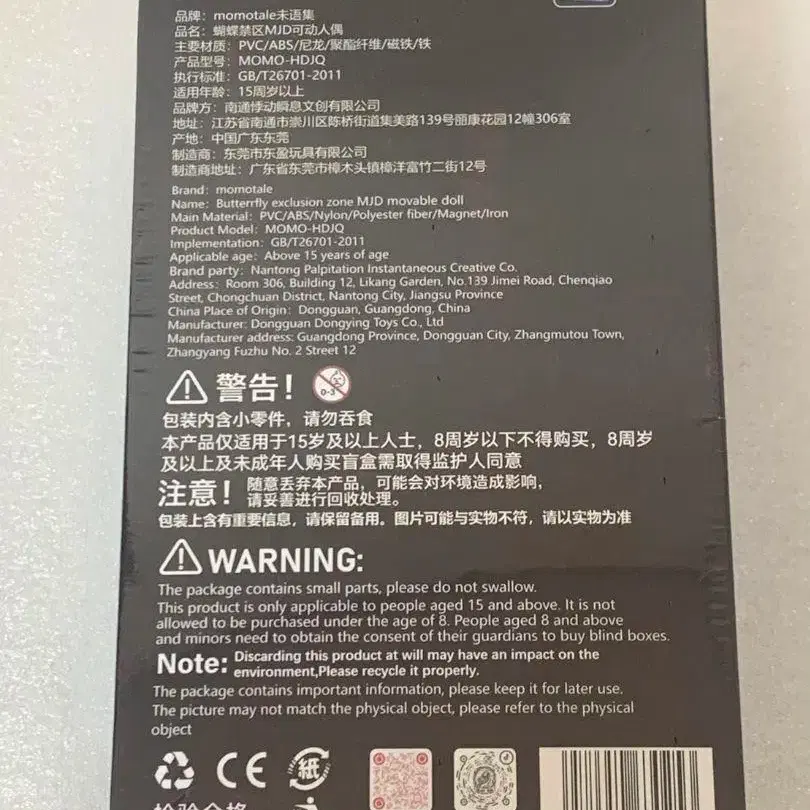 品牌：momotale未语集
品名：蝴蝶禁区MJD可动人偶
主要材质：PVC/ABS/尼龙/聚酯纤维/磁铁/铁
产品型号：MOMO-HDJQ
执行标准：GB/T26701-2011
适用年龄：15周岁以上
品牌方：南通悸动瞬息文创有限公司
地址：江苏省南通市崇川区陈桥街道集美路139号丽康花园12幢306室
产地：中国广东东莞
制造商：东莞市东盈玩具有限公司
制造商地址：广东省东莞市樟木头镇樟洋富竹二街12号
Brand：momotale
Name：Butterrfly exclusion zone MJD movable doll
Main Material：PVC/ABS/Nylon/Polyester fiber/Magnet/Iron
Product Model：MOMO-HDJQ
Implementation：GB/T26701-2011
Applicable age：Above 15 years of age
Brand party：Nantong Palpitation Instantaneous Creative Co.
Address：Room 306, Building 12, Likang Garden, No.139 Jimei Road, Chenqiao
Street, Chongchuan District, Nantong City, Jiangsu Province
China Place of Origin：Dongguan, Guangdong, China
Manufacturer: Dongguan Dongying Toys Co., Ltd
Manufacturer address: Guangdong Province, Dongguan City, Zhangmutou Town,
Zhangyang Fuzhu No. 2 Street 12
警告！ 0-3
包装内含小零件，请勿吞食
本产品仅适用于15岁及以上人士，8周岁以下不得购买，8周岁
及以上及未成年人购买盲盒需取得监护人同意
注意！随意丢弃本产品，可能会对环境造成影响，
请妥善进行回收处理。
包装上含有重要信息，请保留备用。图片可能与实物不符，请以实物为准
WARNING:
The package contains small parts, please do not swallow.
This product is only applicable to people aged 15 and above. It is not
allowed to be purchased under the age of 8. People aged 8 and above
and minors need to obtain the consent of their guardians to buy blind boxes.
Note: Discarding this product at will may have an impact on the
environment,Please recycle it properly.
The package contains important information, please keep it for later use.
The picture may not match the physical object, please refer to the physical
object
CE 紙
检验合格